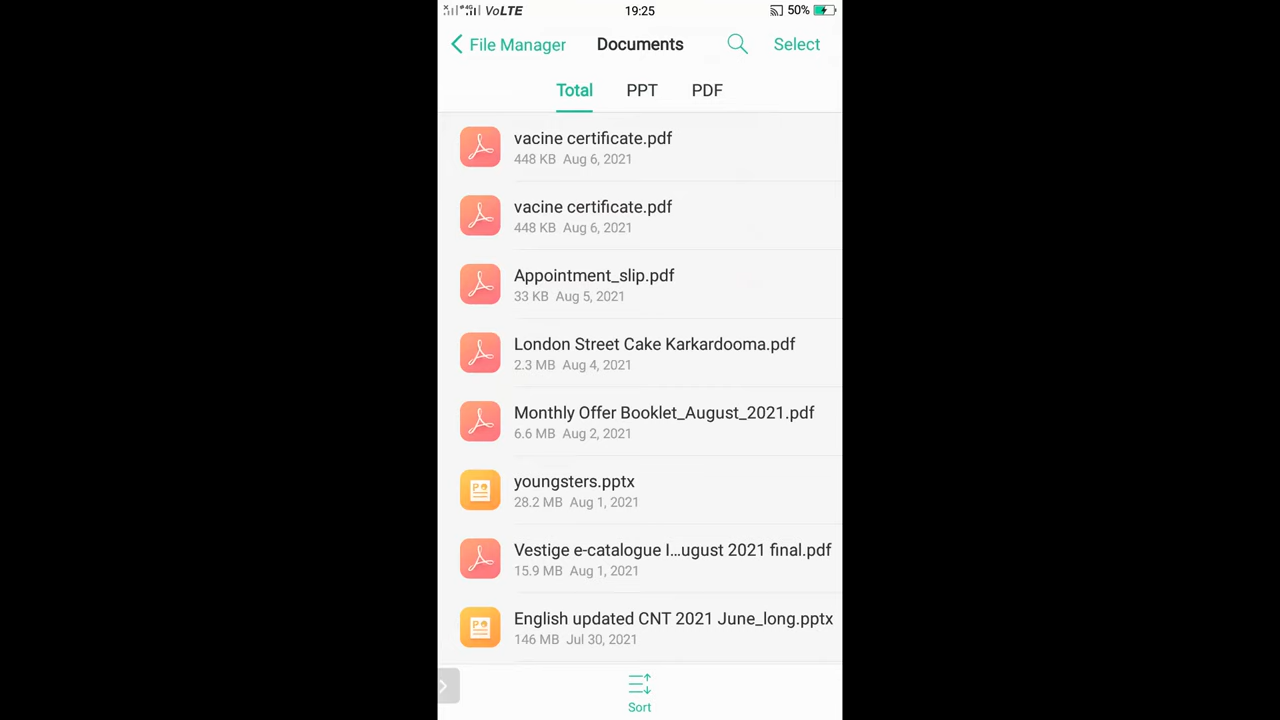 VoLTE 19:25 50%
File Manager Documents Select
Total PPT PDF
vacine certificate.pdf
448 KB Aug 6, 2021
vacine certificate.pdf
448 KB Aug 6, 2021
Appointment_slip.pdf
33 KB Aug 5, 2021
London Street Cake Karkardooma.pdf
2.3 MB Aug 4, 2021
Monthly Offer Booklet_August_2021.pdf
6.6 MB Aug 2, 2021
youngsters.pptx
28.2 MB Aug 1, 2021
Vestige e-catalogue I...ugust 2021 final.pdf
15.9 MB Aug 1, 2021
English updated CNT 2021 June_long.pptx
146 MB Jul 30, 2021
Sort